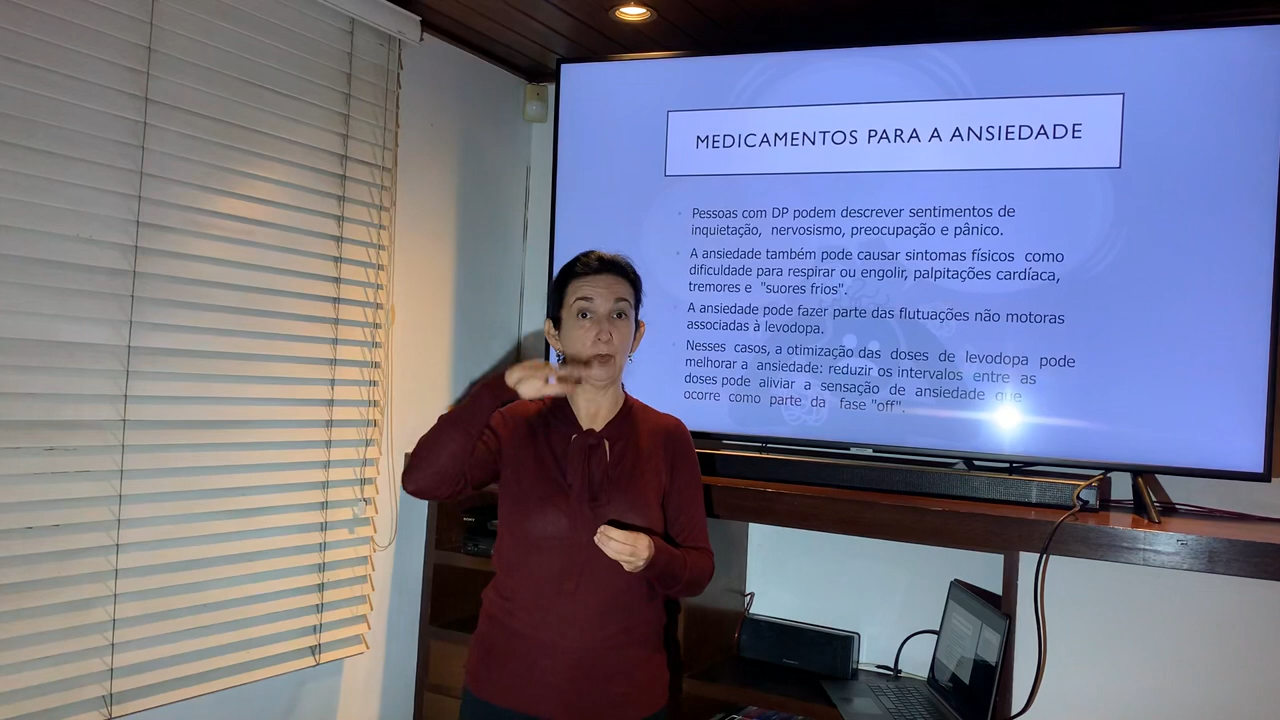 MEDICAMENTOS PARA A ANSIEDADE
Pessoas com DP podem descrever sentimentos de
inquietação, nervosismo, preocupação e pânico.
A ansiedade também pode causar sintomas físicos como
dificuldade para respirar ou engolir, palpitações cardíaca,
tremores e "suores frios".
A ansiedade pode fazer parte das flutuações não motoras
associadas à levodopa.
Nesses casos, a otimização das doses de levodopa pode
melhorar a ansiedade: reduzir os intervalos entre as
doses pode aliviar a sensação de ansiedade que
ocorre como parte da fase "off".
SONY